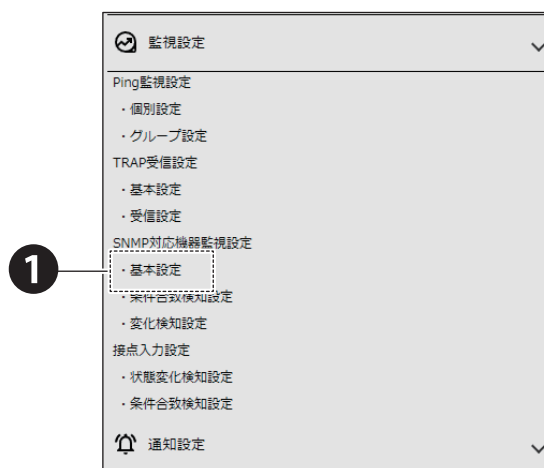 監視設定
Ping監視設定
・個別設定
・グループ設定
TRAP受信設定
・基本設定
・受信設定
SNMP対応機器監視設定
1
・基本設定
・条件合致検知設定
・変化検知設定
接点入力設定
・状態変化検知設定
・条件合致検知設定
通知設定